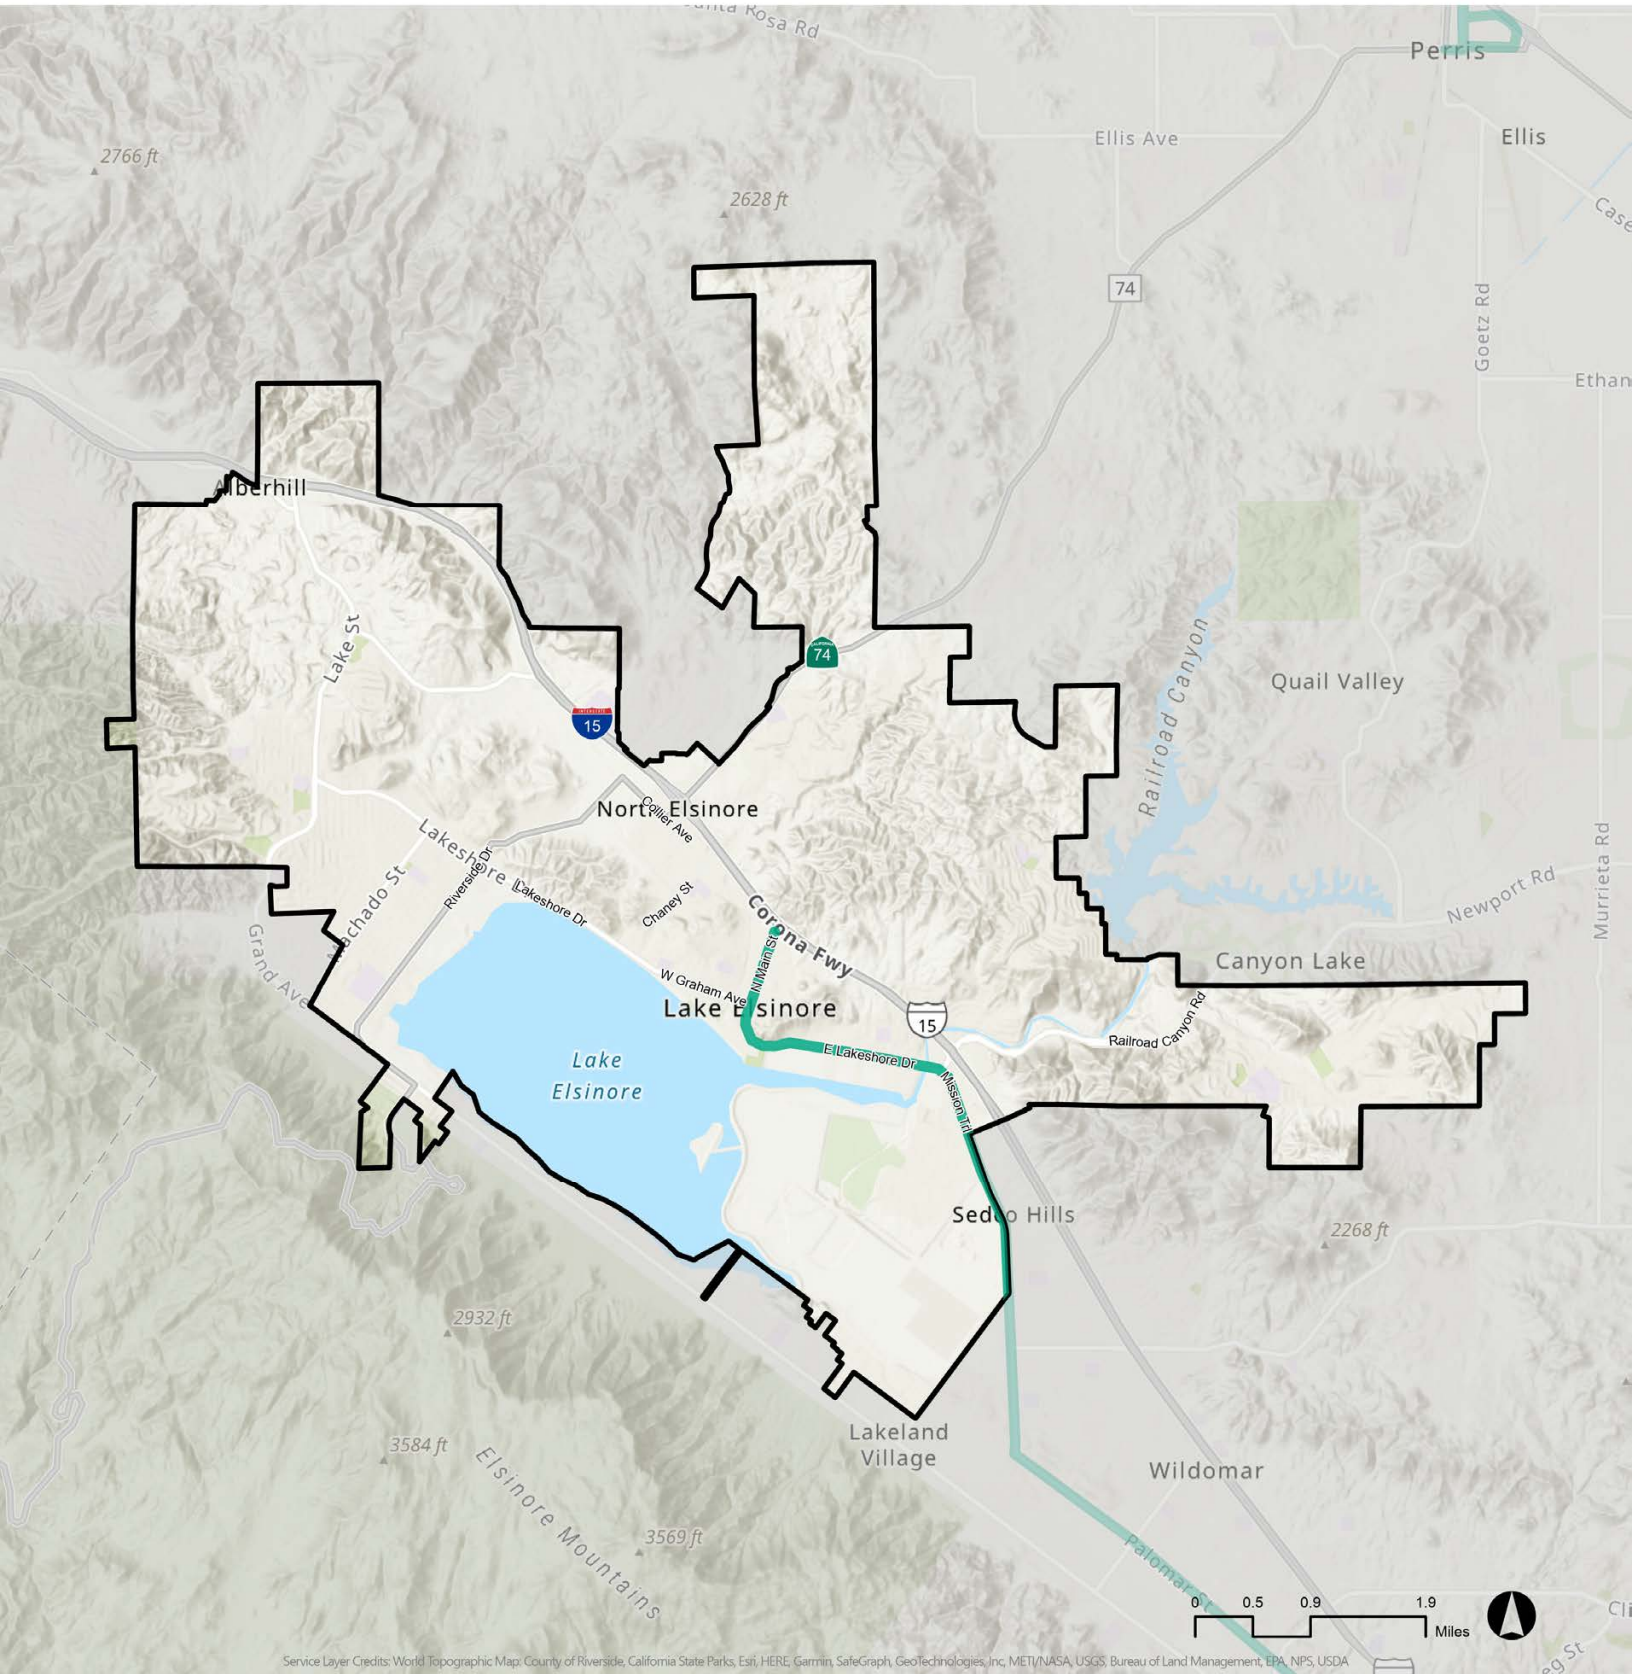 Rosa Rd
Perris
Ellis Ave
Ellis
2766 ft
2628 ft
Case
74
Goetz Rd
Ethan
Alberhill
Lake St
CALIFORNIA
74
Railroad Canyon
Quail Valley
INTERSTATE
15
North Elsinore
Collier Ave
Lakeshore
Riverside Dr
Lakeshore Dr
Machado St
Chaney St
Corona Fwy
Newport Rd
Murrieta Rd
Grand Ave
N Main St
W Graham Ave
Canyon Lake
Lake Elsinore
15
Railroad Canyon Rd
E Lakeshore Dr
Mission Trl
Lake
Elsinore
Sedco Hills
2268 ft
2932 ft
Lakeland
Village
3584 ft
Elsinore Mountains
Wildomar
3569 ft
Palomar St
0 0.5 0.9 1.9
Miles
Service Layer Credits: World Topographic Map: County of Riverside, California State Parks, Esri, HERE, Garmin, SafeGraph, GeoTechnologies, Inc, METI/NASA, USGS, Bureau of Land Management, EPA, NPS, USDA